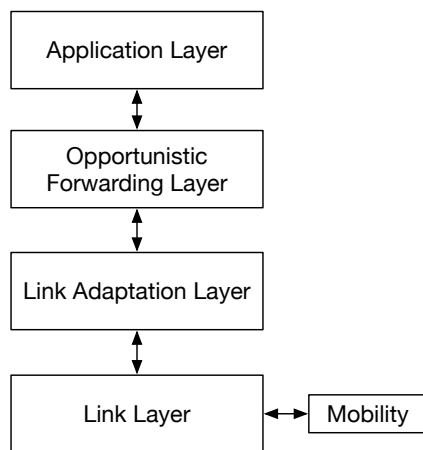 Application Layer
Opportunistic
Forwarding Layer
Link Adaptation Layer
Link Layer
Mobility